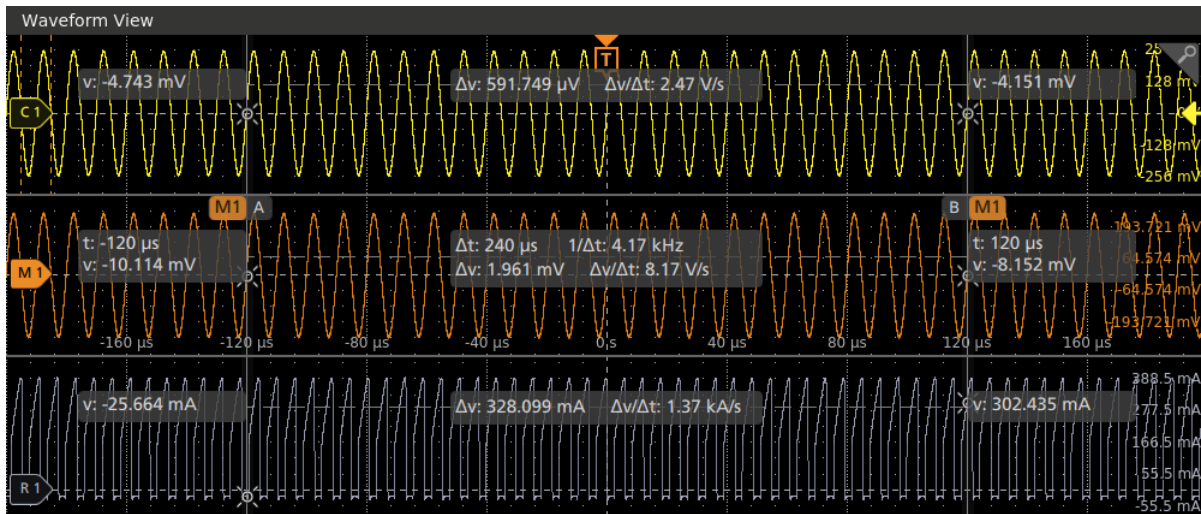 Waveform View
T
v: -4.743 mV
Δv: 591.749 µV Δv/Δt: 2.47 V/s
v: -4.151 mV
128 m
C 1
-128 mV
-256 mV
M1 A
B M1
193.721 mV
t: -120 µs
v: -10.114 mV
Δt: 240 µs 1/Δt: 4.17 kHz
Δv: 1.961 mV Δv/Δt: 8.17 V/s
t: 120 µs
v: -8.152 mV
64.574 mV
M 1
-64.574 mV
-193.721 mV
-160 µs -120 µs -80 µs -40 µs 0 s 40 µs 80 µs 120 µs 160 µs
388.5 mA
v: -25.664 mA
Δv: 328.099 mA Δv/Δt: 1.37 kA/s
v: 302.435 mA
277.5 mA
166.5 mA
R 1
55.5 mA
-55.5 mA